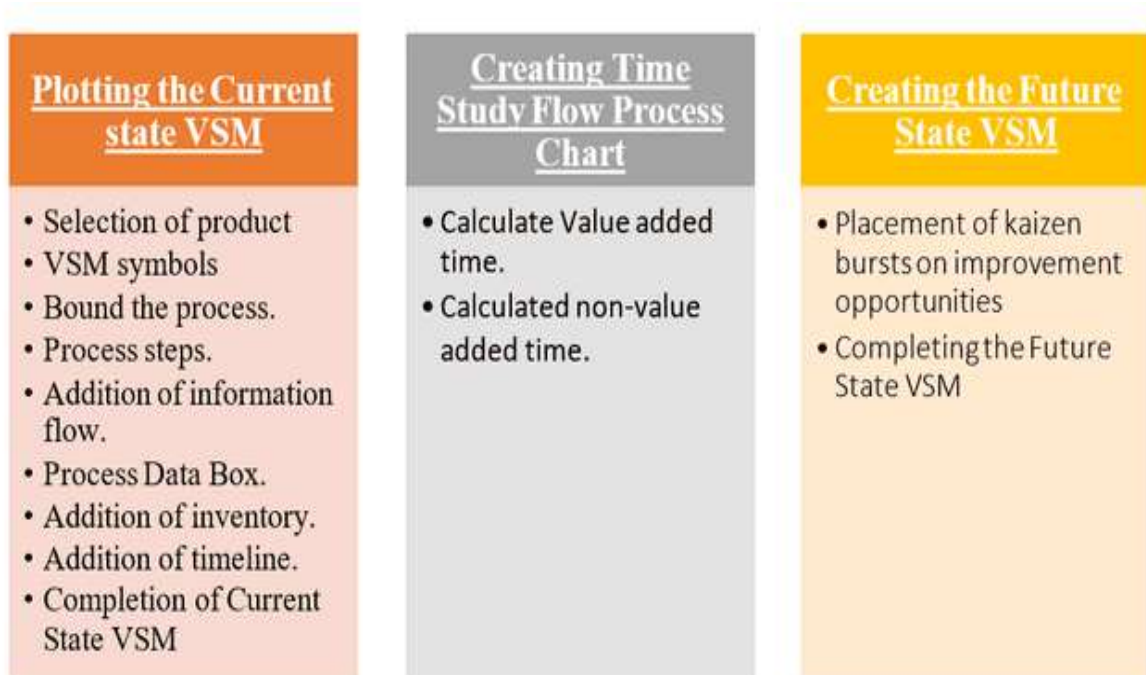 Plotting the Current
state VSM
• Selection of product
• VSM symbols
• Bound the process.
• Process steps.
• Addition of information
flow.
• Process Data Box.
• Addition of inventory.
• Addition of timeline.
• Completion of Current
State VSM
Creating Time
Study Flow Process
Chart
• Calculate Value added
time.
• Calculated non-value
added time.
Creating the Future
State VSM
• Placement of kaizen
bursts on improvement
opportunities
• Completing the Future
State VSM